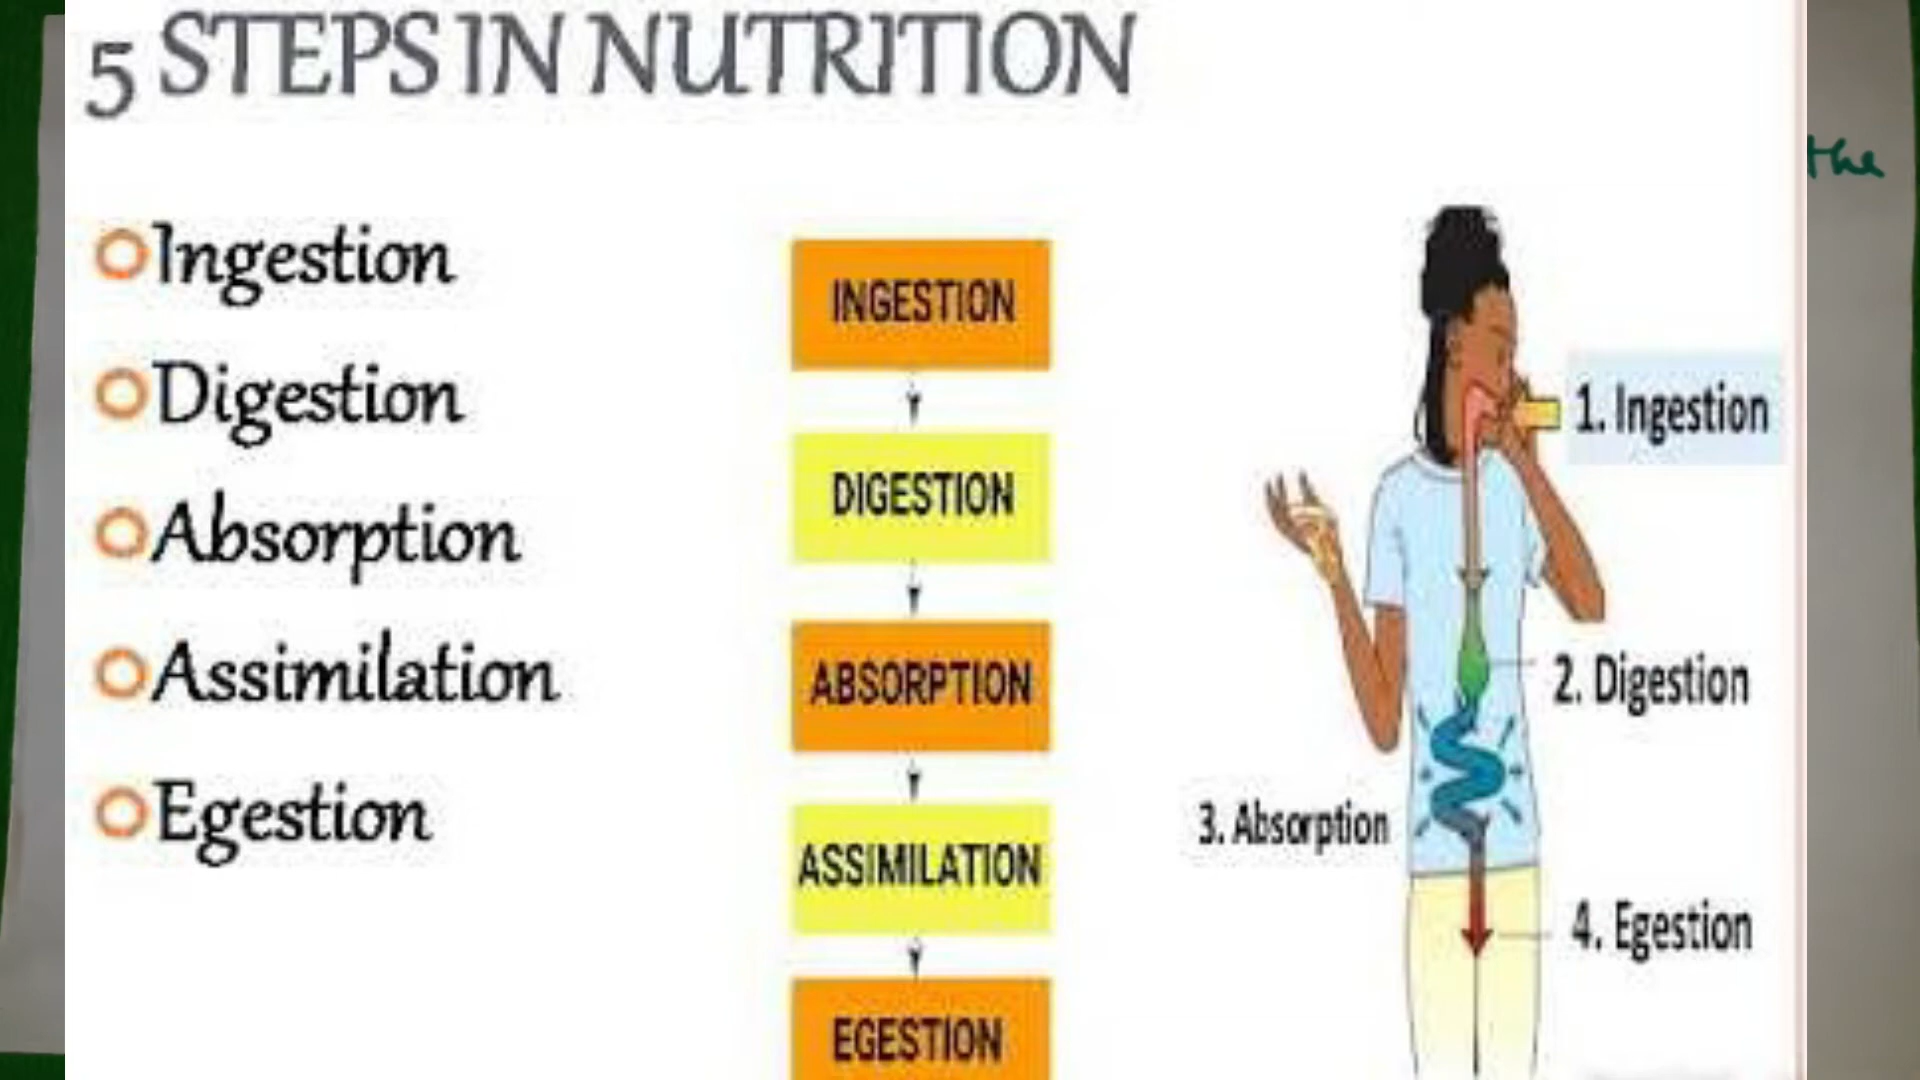 5 STEPS IN NUTRITION
the
Ingestion
Digestion
Absorption
Assimilation
Egestion
INGESTION
DIGESTION
ABSORPTION
ASSIMILATION
EGESTION
1. Ingestion
2. Digestion
3. Absorption
4. Egestion